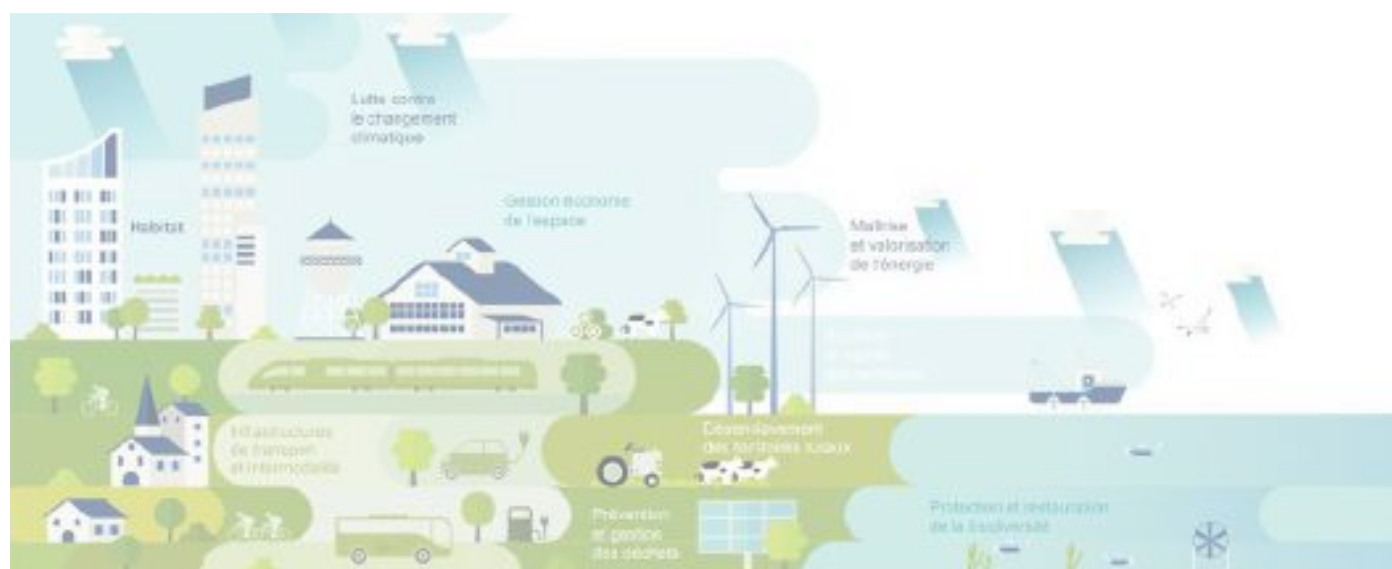 Lutte contre
le changement
climatique
Gestion économe
de l'espace
Habitat
Maîtrise
et valorisation
de l'énergie
Infrastructures
de transport
et intermodalité
Désenclavement
des territoires ruraux
Prévention
et gestion
des déchets
Protection et restauration
de la biodiversité